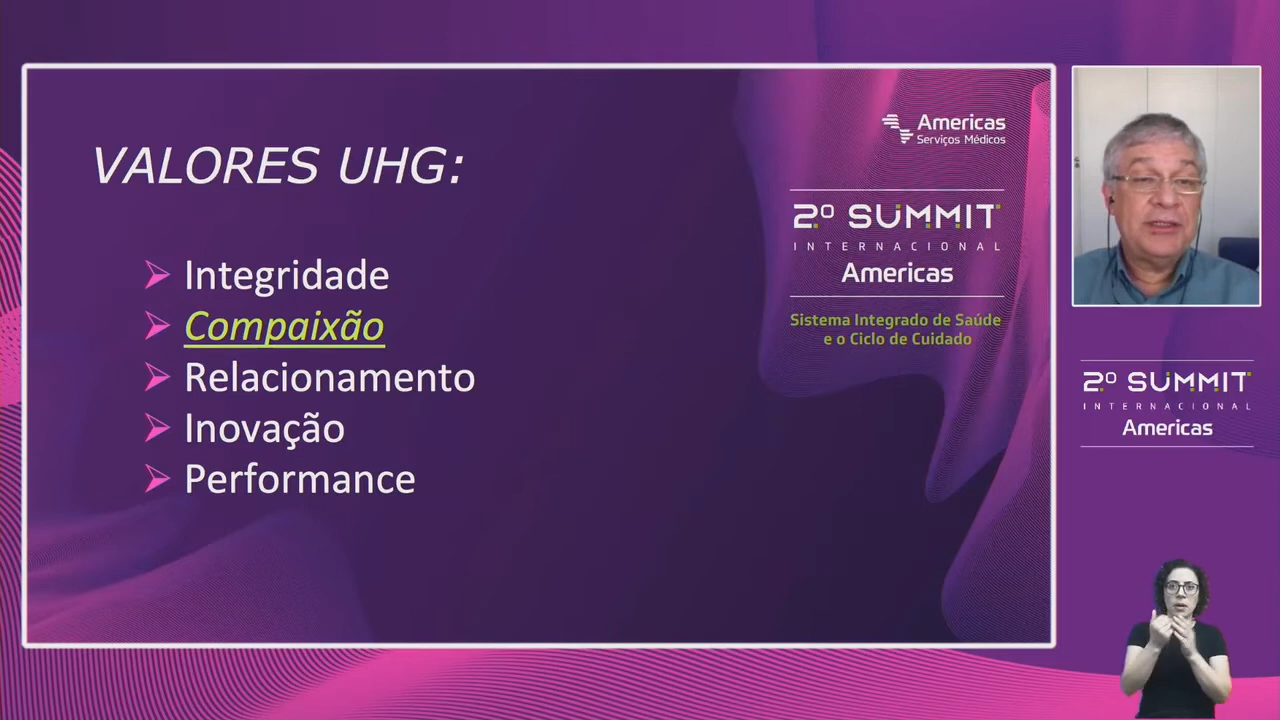 VALORES UHG:
Integridade
Compaixão
Relacionamento
Inovação
Performance
Americas
Serviços Médicos
2º SUMMIT
INTERNACIONAL
Americas
Sistema Integrado de Saúde
e o Ciclo de Cuidado
2º SUMMIT
INTERNACIONAL
Americas